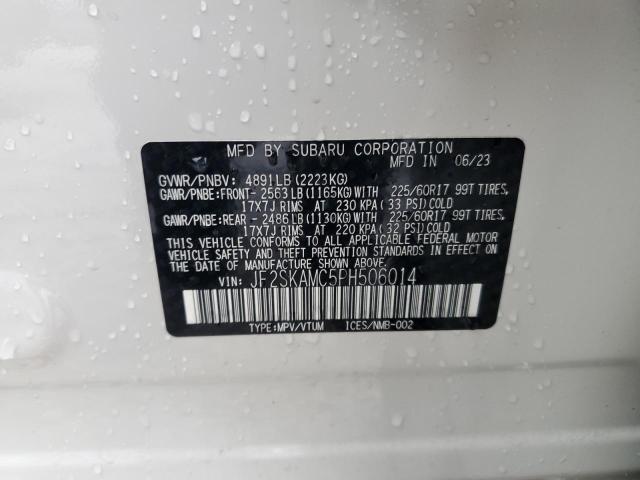 MFD BY SUBARU CORPORATION
MFD IN 06/23
GVWR/PNBV: 4891LB (2223KG)
GAWR/PNBE:FRONT- 2563LB (1165KG) WITH 225/60R17 99T TIRES,
17X7J RIMS AT 230 KPA (33 PSI) COLD
GAWR/PNBE:REAR - 2486LB (1130KG) WITH 225/60R17 99T TIRES,
17X7J RIMS AT 220 KPA (32 PSI) COLD
THIS VEHICLE CONFORMS TO ALL APPLICABLE FEDERAL MOTOR
VEHICLE SAFETY, BUMPER, AND THEFT PREVENTION STANDARDS
IN EFFECT ON THE DATE OF MANUFACTURE SHOWN ABOVE.
VIN: JF2SKAMC5PH506014
TYPE:MPV/VTUM ICES/NMB-002